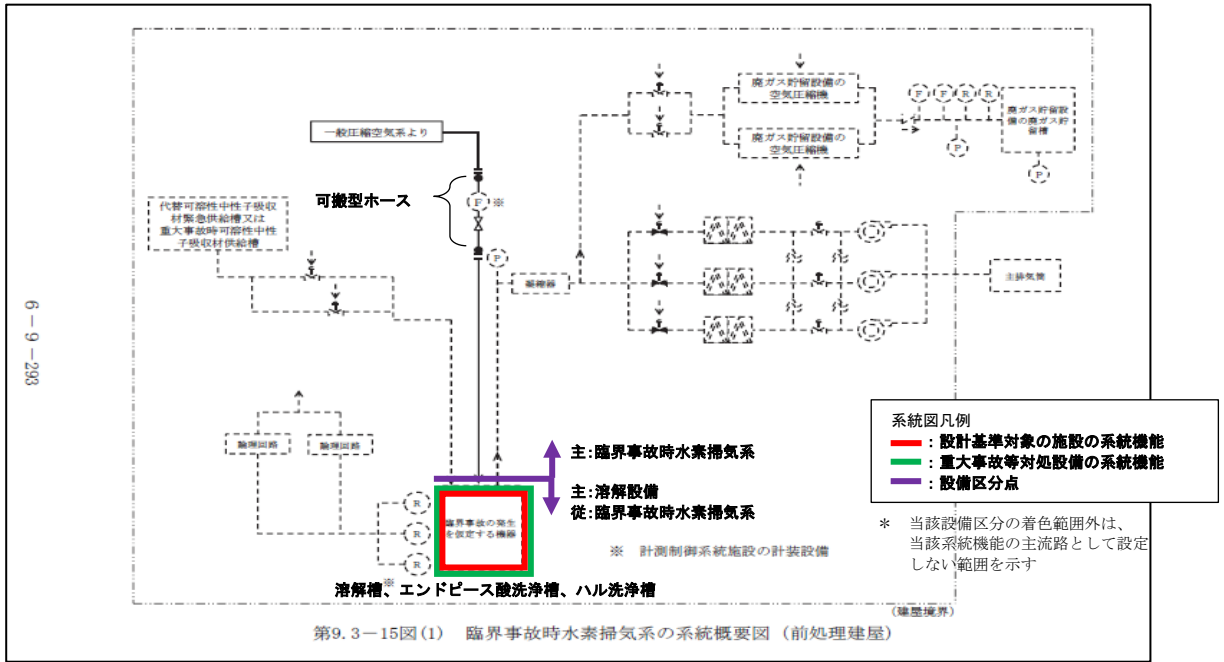 廃ガス貯留設備の
空気圧縮機
廃ガス貯留設備の
空気圧縮機
F
F
R
R
P
廃ガス貯留設
備の廃ガス貯
留槽
P
一般圧縮空気系より
可搬型ホース
F
※
P
代替可溶性中性子吸収
材緊急供給槽又は
重大事故時可溶性中性
子吸収材供給槽
凝縮器
主排気筒
6-9-293
論理回路
論理回路
主:臨界事故時水素掃気系
主:溶解設備
従:臨界事故時水素掃気系
R
R
R
※
臨界事故の発生
を仮定する機器
※ 計測制御系統施設の計装設備
溶解槽、エンドピース酸洗浄槽、ハル洗浄槽
系統図凡例
:設計基準対象の施設の系統機能
:重大事故等対処設備の系統機能
:設備区分点
* 当該設備区分の着色範囲外は、
当該系統機能の主流路として設定
しない範囲を示す
(建屋境界)
第9.3-15図(1) 臨界事故時水素掃気系の系統概要図(前処理建屋)